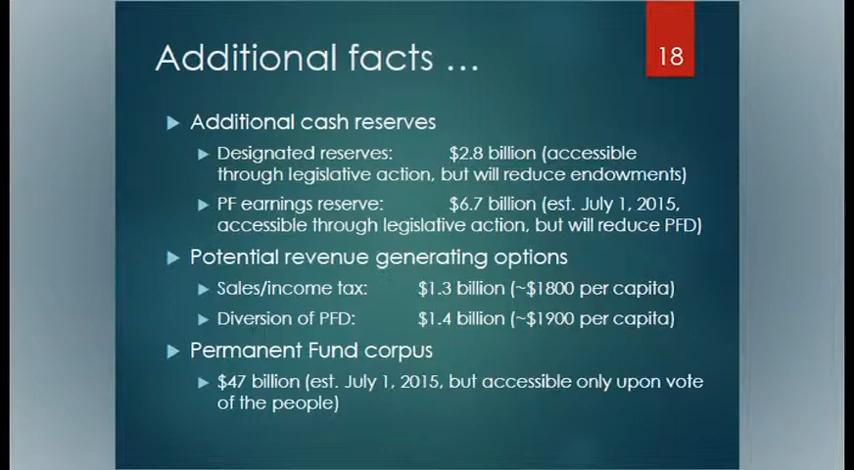 Additional facts ...
18
Additional cash reserves
Designated reserves: $2.8 billion (accessible
through legislative action, but will reduce endowments)
PF earnings reserve: $6.7 billion (est. July 1, 2015,
accessible through legislative action, but will reduce PFD)
Potential revenue generating options
Sales/income tax: $1.3 billion (~$1800 per capita)
Diversion of PFD: $1.4 billion (~$1900 per capita)
Permanent Fund corpus
$47 billion (est. July 1, 2015, but accessible only upon vote
of the people)